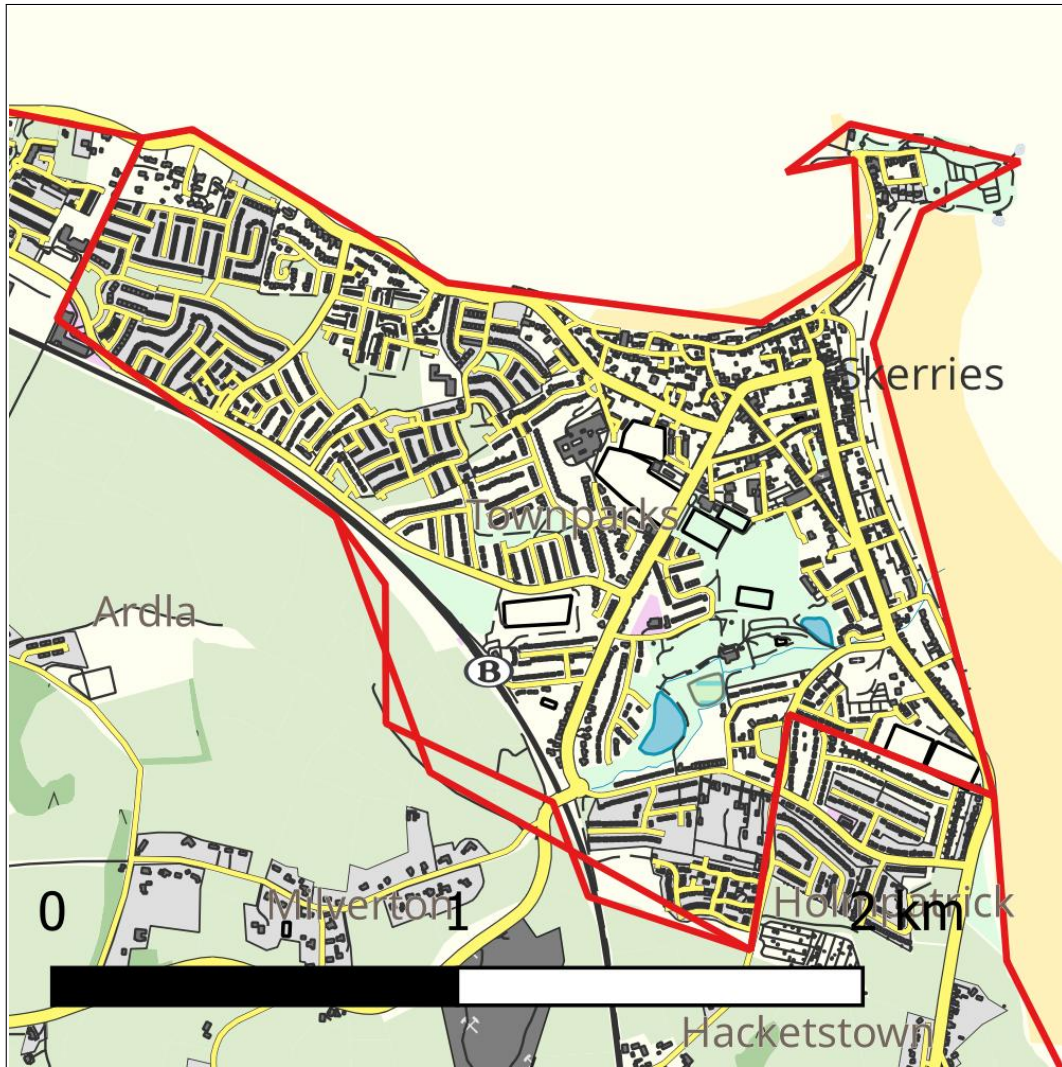 Skerries
Townparks
Ardla
B
Milverton
Holmpatrick
0
1
2 km
Hacketstown